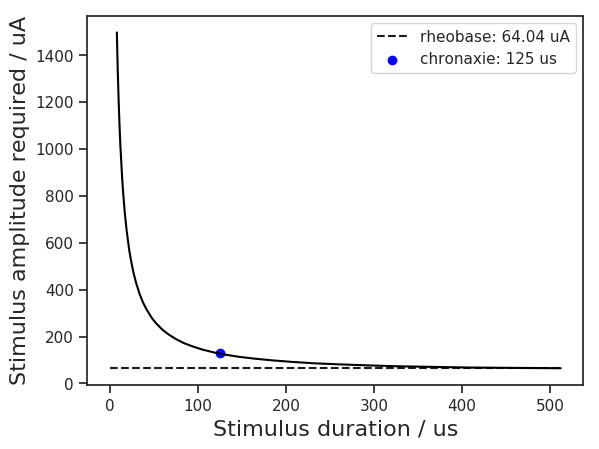 Stimulus amplitude required / uA
1400
1200
1000
800
600
400
200
0
rheobase: 64.04 uA
chronaxie: 125 us
0 100 200 300 400 500
Stimulus duration / us